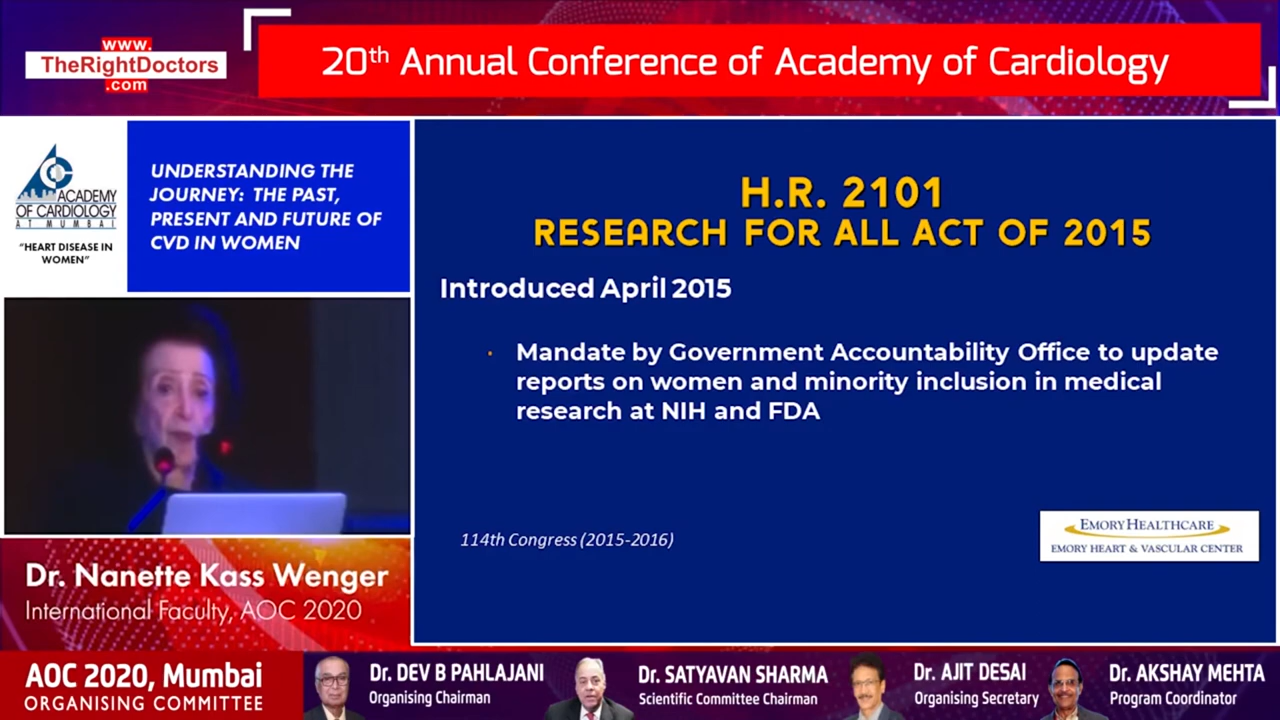 www.
TheRightDoctors
.com
20th Annual Conference of Academy of Cardiology
ACADEMY
OF CARDIOLOGY
AT MUMBAI
"HEART DISEASE IN
WOMEN"
UNDERSTANDING THE
JOURNEY: THE PAST,
PRESENT AND FUTURE OF
CVD IN WOMEN
H.R. 2101
RESEARCH FOR ALL ACT OF 2015
Introduced April 2015
· Mandate by Government Accountability Office to update
reports on women and minority inclusion in medical
research at NIH and FDA
114th Congress (2015-2016)
EMORY HEALTHCARE
EMORY HEART & VASCULAR CENTER
Dr. Nanette Kass Wenger
International Faculty, AOC 2020
AOC 2020, Mumbai
ORGANISING COMMITTEE
Dr. DEV B PAHLAJANI
Organising Chairman
Dr. SATYAVAN SHARMA
Scientific Committee Chairman
Dr. AJIT DESAI
Organising Secretary
Dr. AKSHAY MEHTA
Program Coordinator